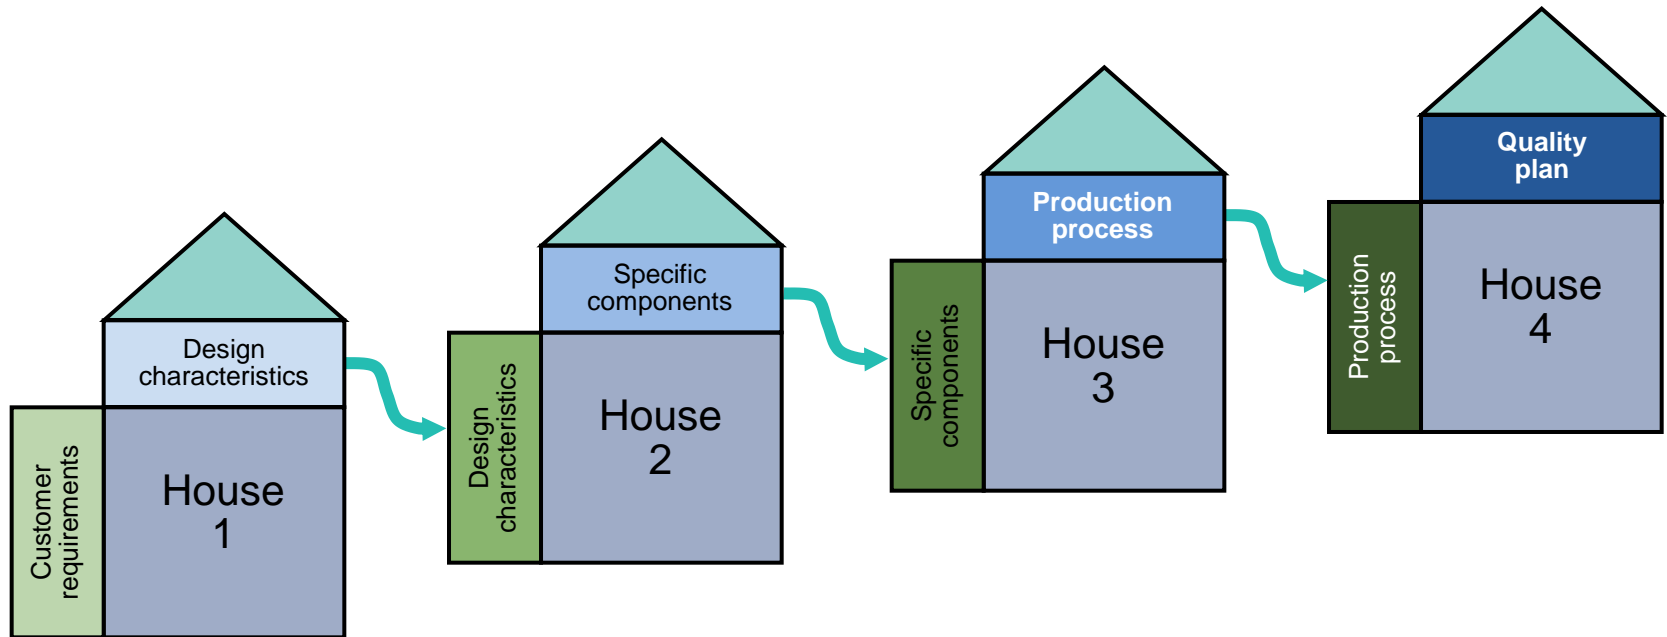 Customer
requirements
Design
characteristics
House
1
Design
characteristics
Specific
components
House
2
Specific
components
Production
process
House
3
Production
process
Quality
plan
House
4